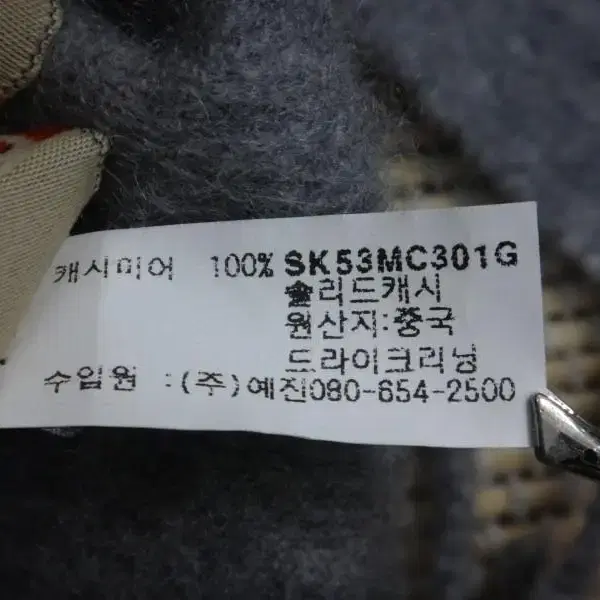 캐시미어 100% SK53MC301G
솔리드캐시
원산지:중국
드라이크리닝
수입원 :(주)예진080-654-2500